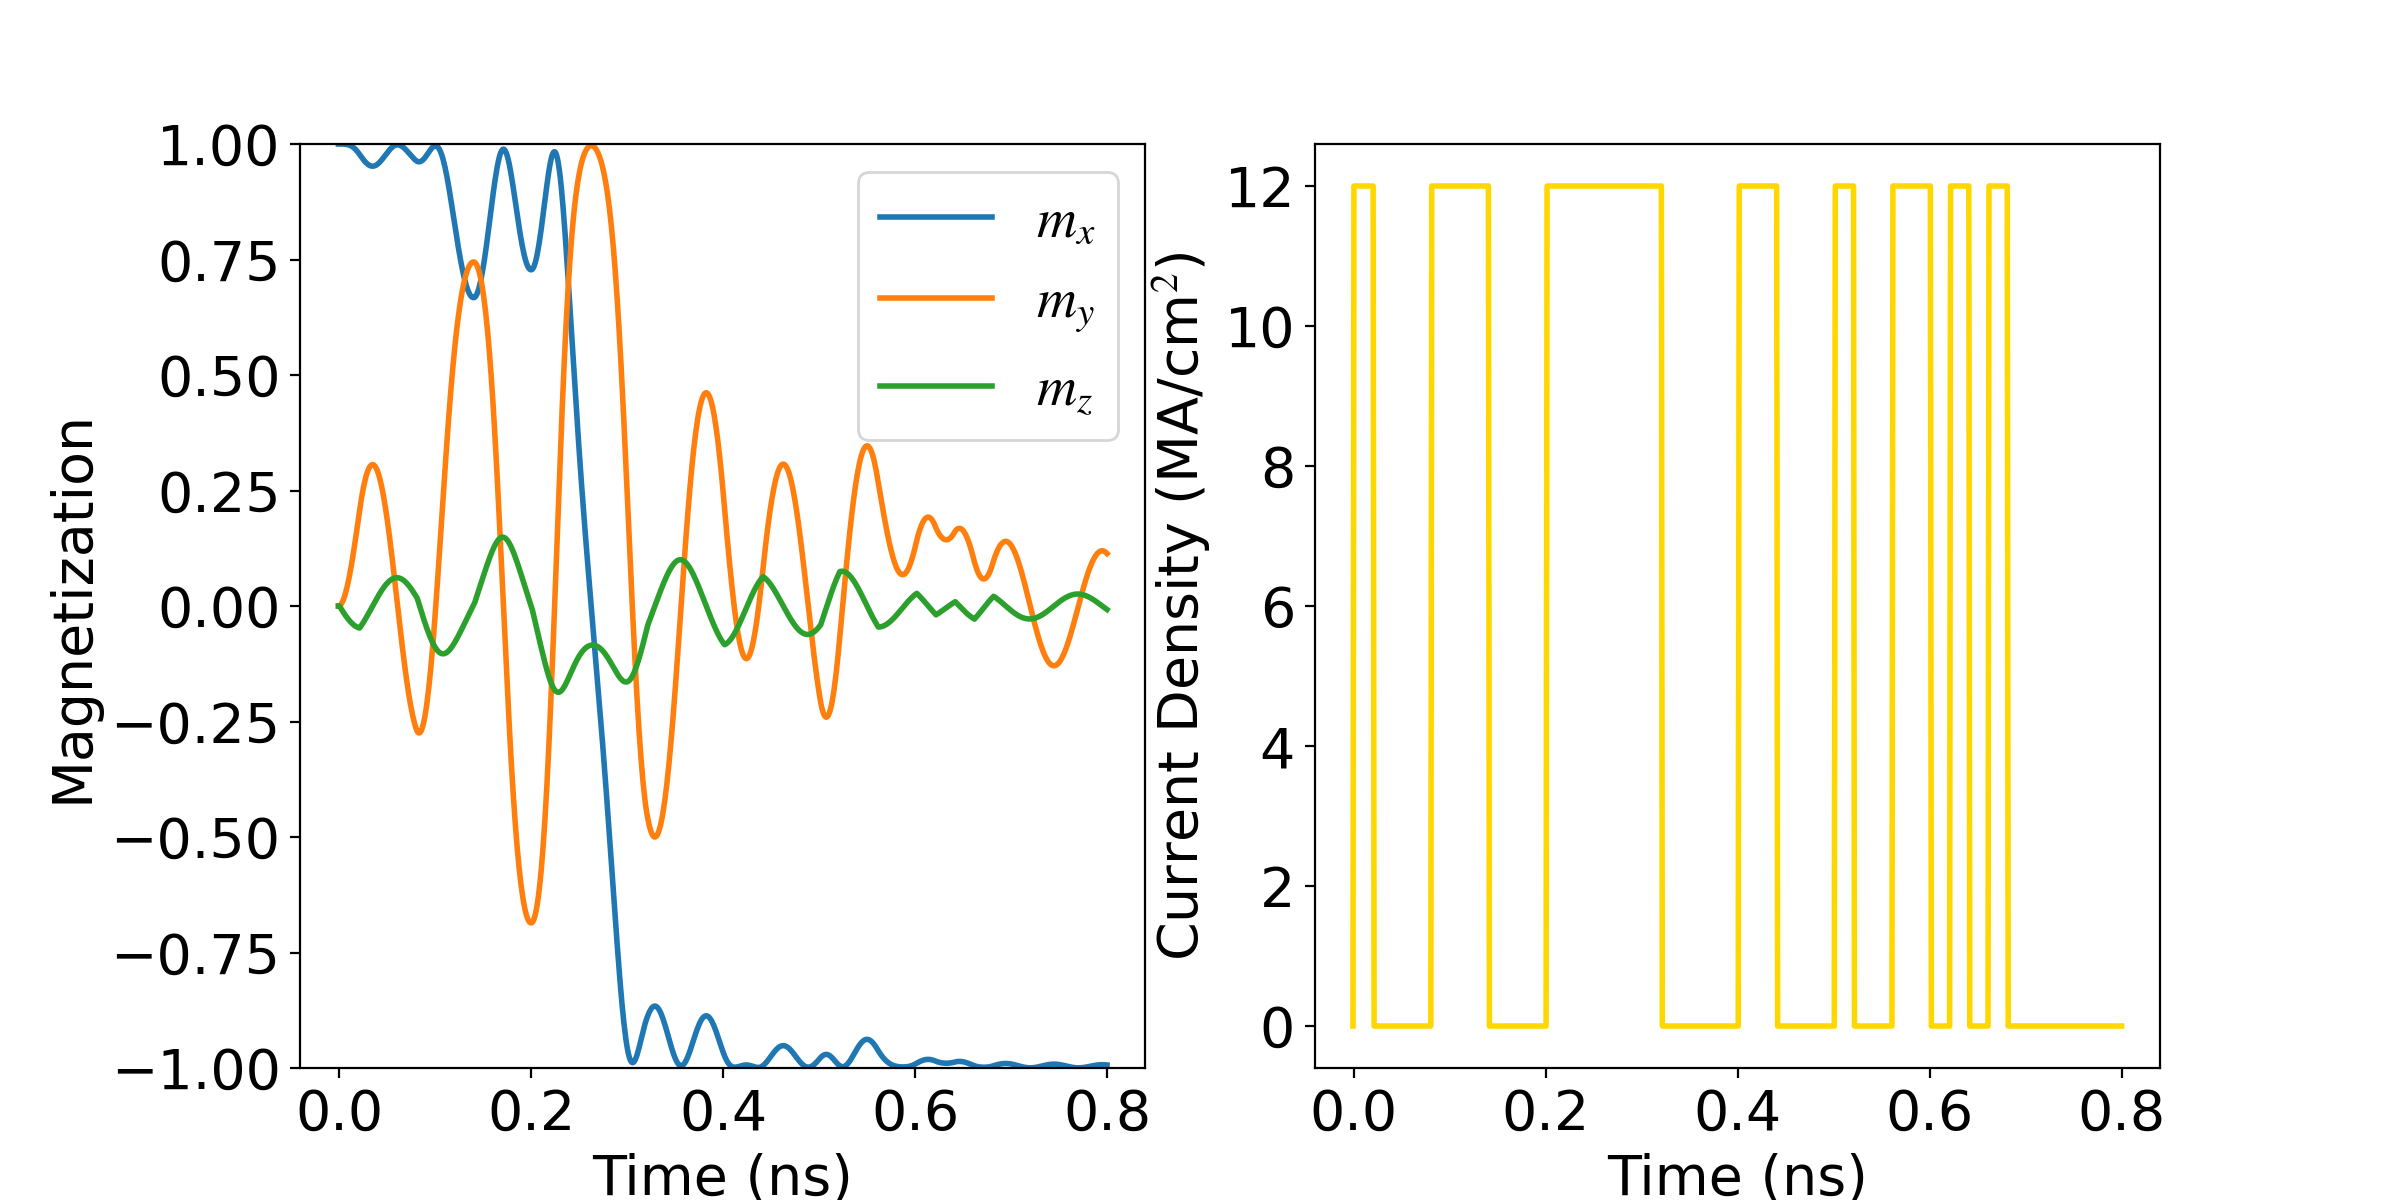 1.00
0.75
0.50
0.25
0.00
−0.25
−0.50
−0.75
−1.00
Magnetization
0.0 0.2 0.4 0.6 0.8
Time (ns)
m_x
m_y
m_z
12
10
8
6
4
2
0
Current Density (MA/cm²)
0.0 0.2 0.4 0.6 0.8
Time (ns)